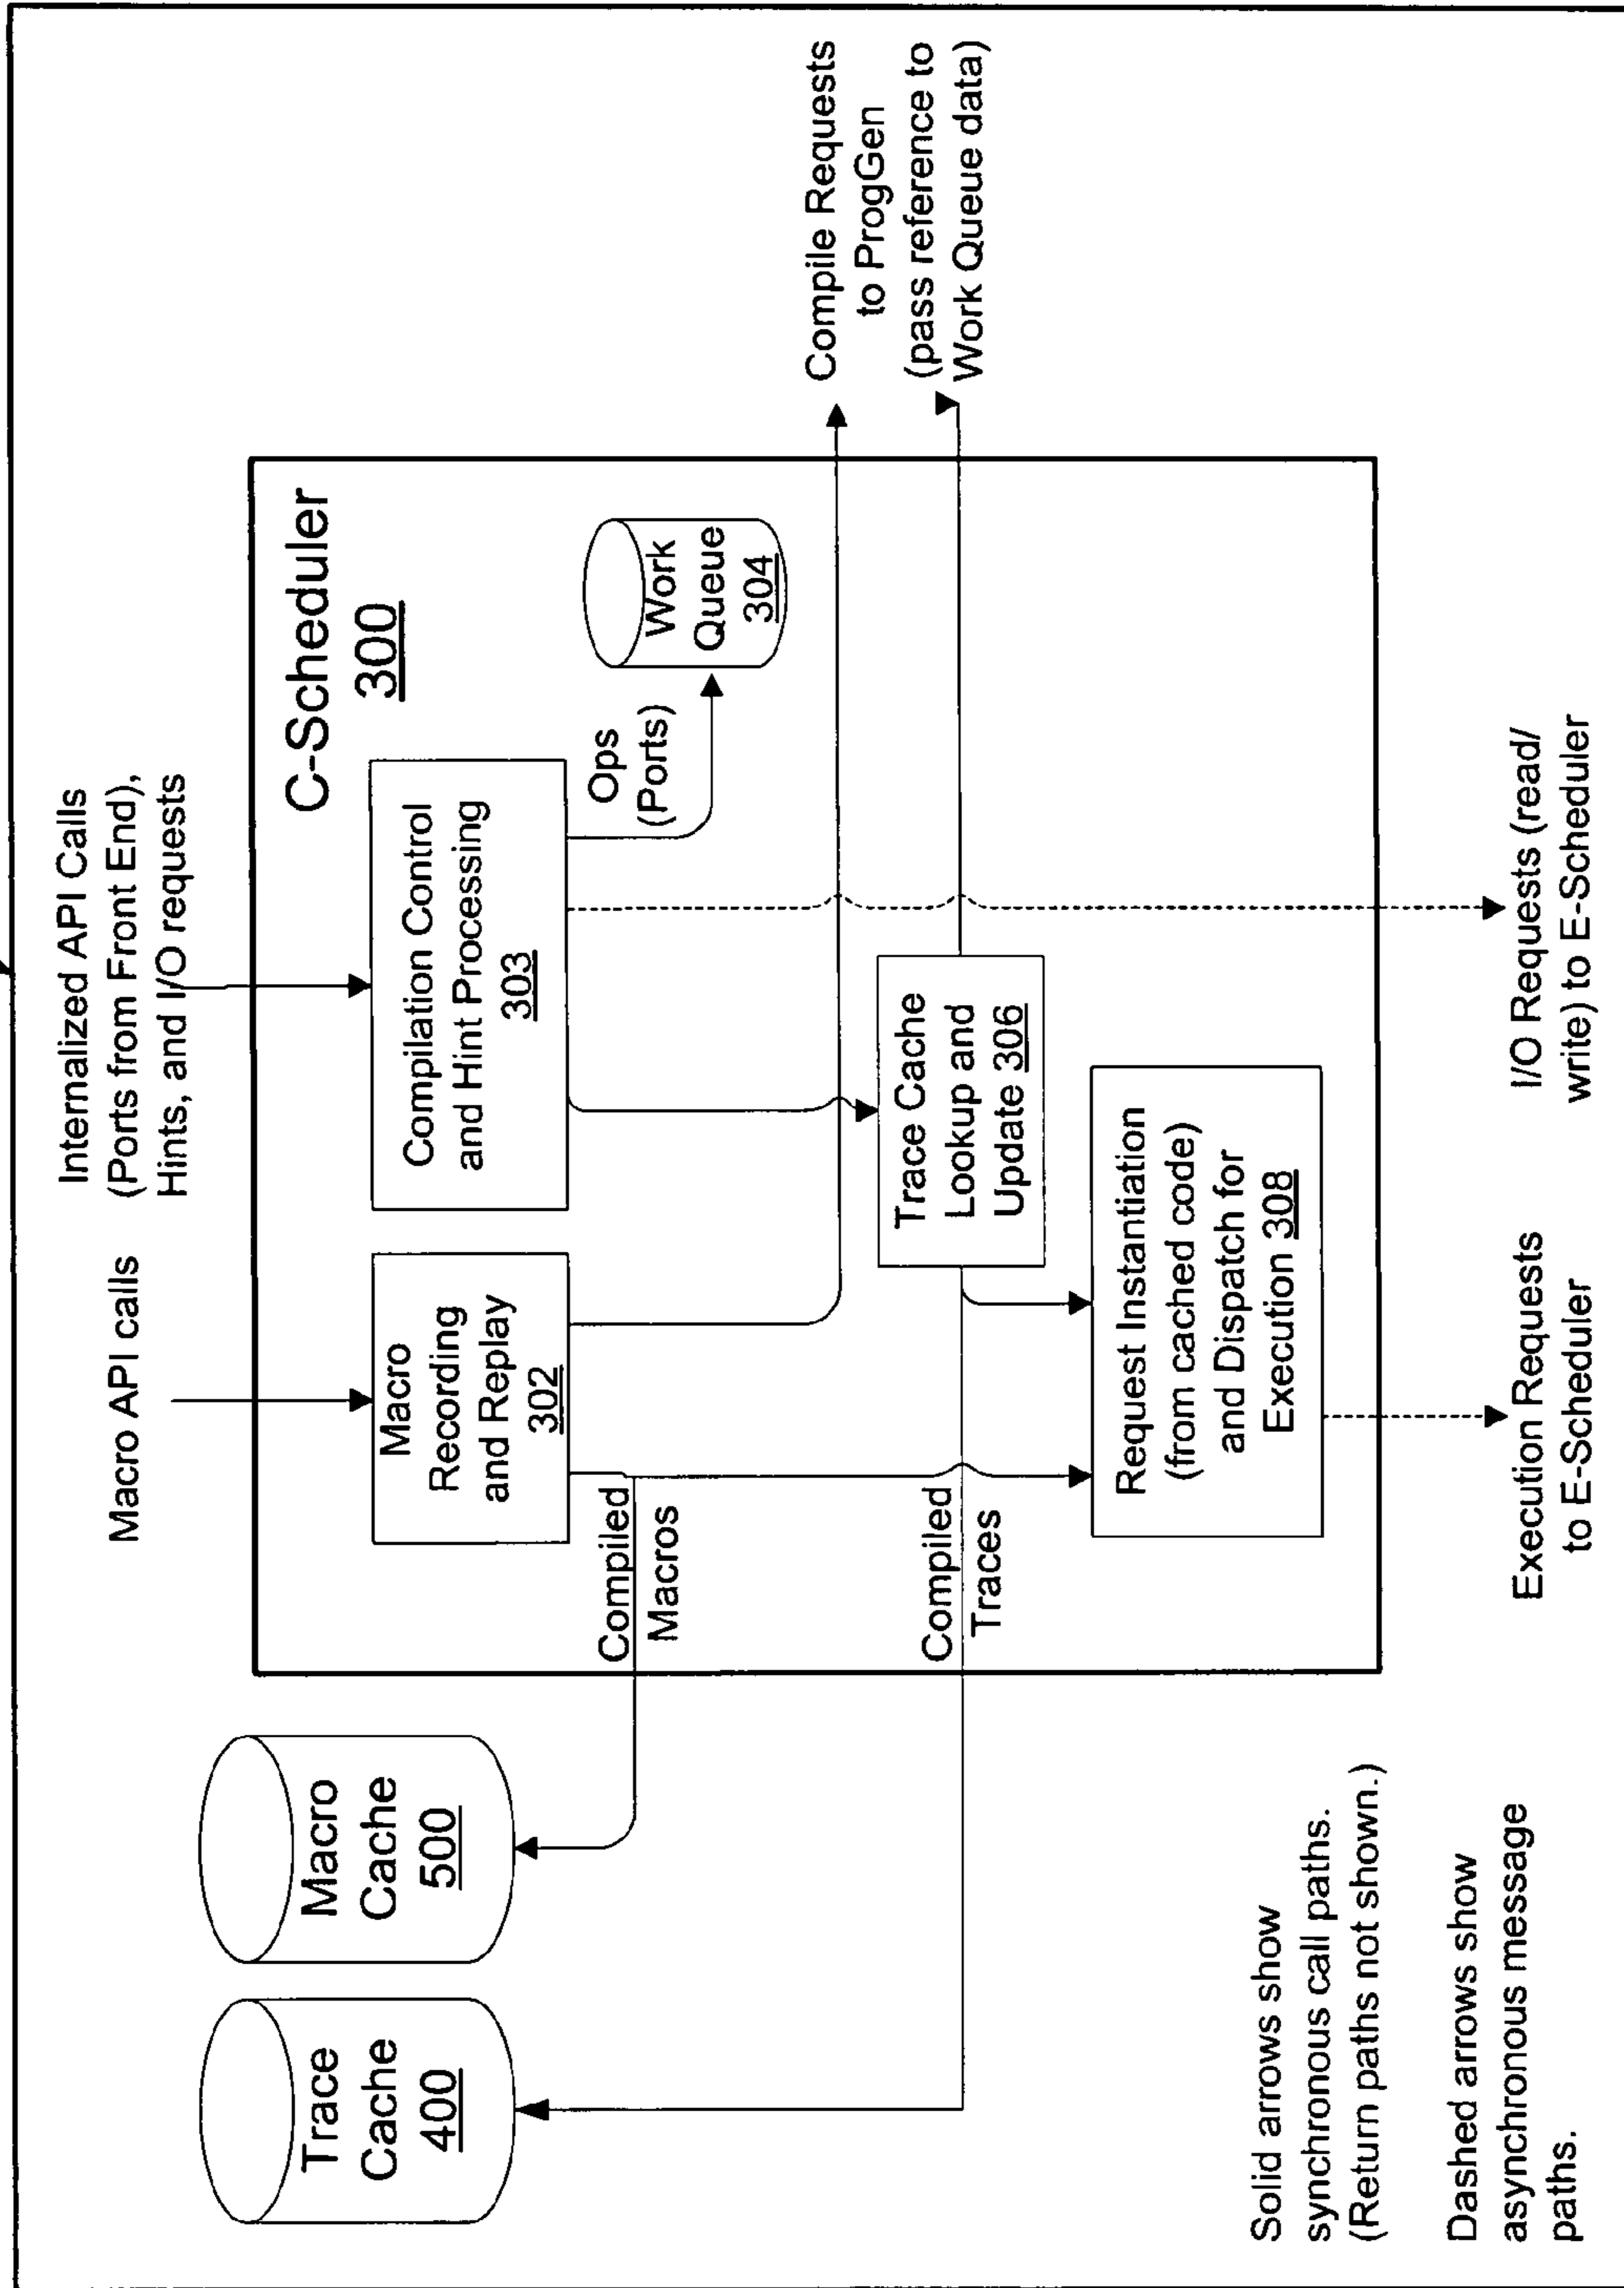 Macro API calls
Internalized API Calls
(Ports from Front End),
Hints, and I/O requests
Trace
Cache
400
Macro
Cache
500
C-Scheduler
300
Macro
Recording
and Replay
302
Compilation Control
and Hint Processing
303
Ops
(Ports)
Work
Queue
304
Compiled
Macros
Compile Requests
to ProgGen
(pass reference to
Work Queue data)
Trace Cache
Lookup and
Update 306
Compiled
Traces
Request Instantiation
(from cached code)
and Dispatch for
Execution 308
Solid arrows show
synchronous call paths.
(Return paths not shown.)
Dashed arrows show
asynchronous message
paths.
Execution Requests
to E-Scheduler
I/O Requests (read/
write) to E-Scheduler